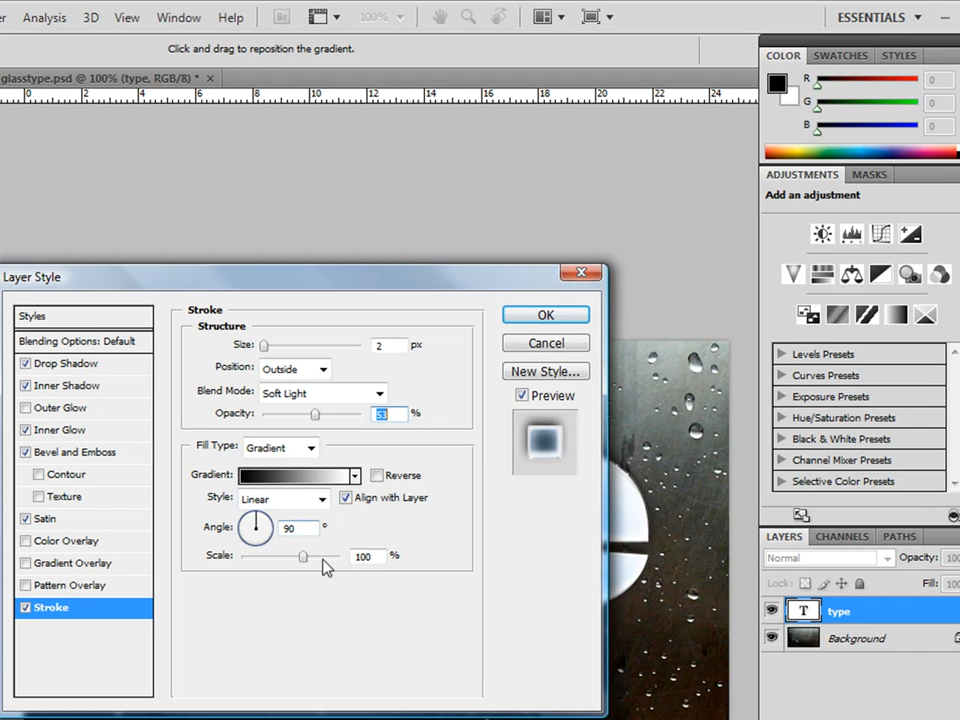 er Analysis 3D View Window Help Br 100% ESSENTIALS
Click and drag to reposition the gradient.
glasstype.psd @ 100% (type, RGB/8) * ×
0 2 4 6 8 10 12 14 16 18 20 22 24
COLOR SWATCHES STYLES
R 0
G 0
B 0
ADJUSTMENTS MASKS
Add an adjustment
Layer Style
Styles
Blending Options: Default
Drop Shadow
Inner Shadow
Outer Glow
Inner Glow
Bevel and Emboss
Contour
Texture
Satin
Color Overlay
Gradient Overlay
Pattern Overlay
Stroke
Stroke
Structure
Size: 2 px
Position: Outside
Blend Mode: Soft Light
Opacity: 53 %
Fill Type: Gradient
Gradient: Reverse
Style: Linear Align with Layer
Angle: 90 °
Scale: 100 %
OK
Cancel
New Style...
Preview
Levels Presets
Curves Presets
Exposure Presets
Hue/Saturation Presets
Black & White Presets
Channel Mixer Presets
Selective Color Presets
LAYERS CHANNELS PATHS
Normal Opacity: 100
Lock: Fill: 100
T type
Background